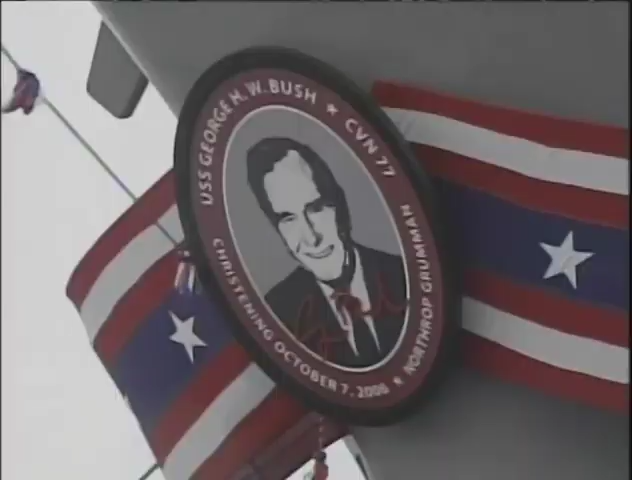 USS GEORGE H.W. BUSH ★ CVN 77
CHRISTENING OCTOBER 7, 2006 ★ NORTHROP GRUMMAN